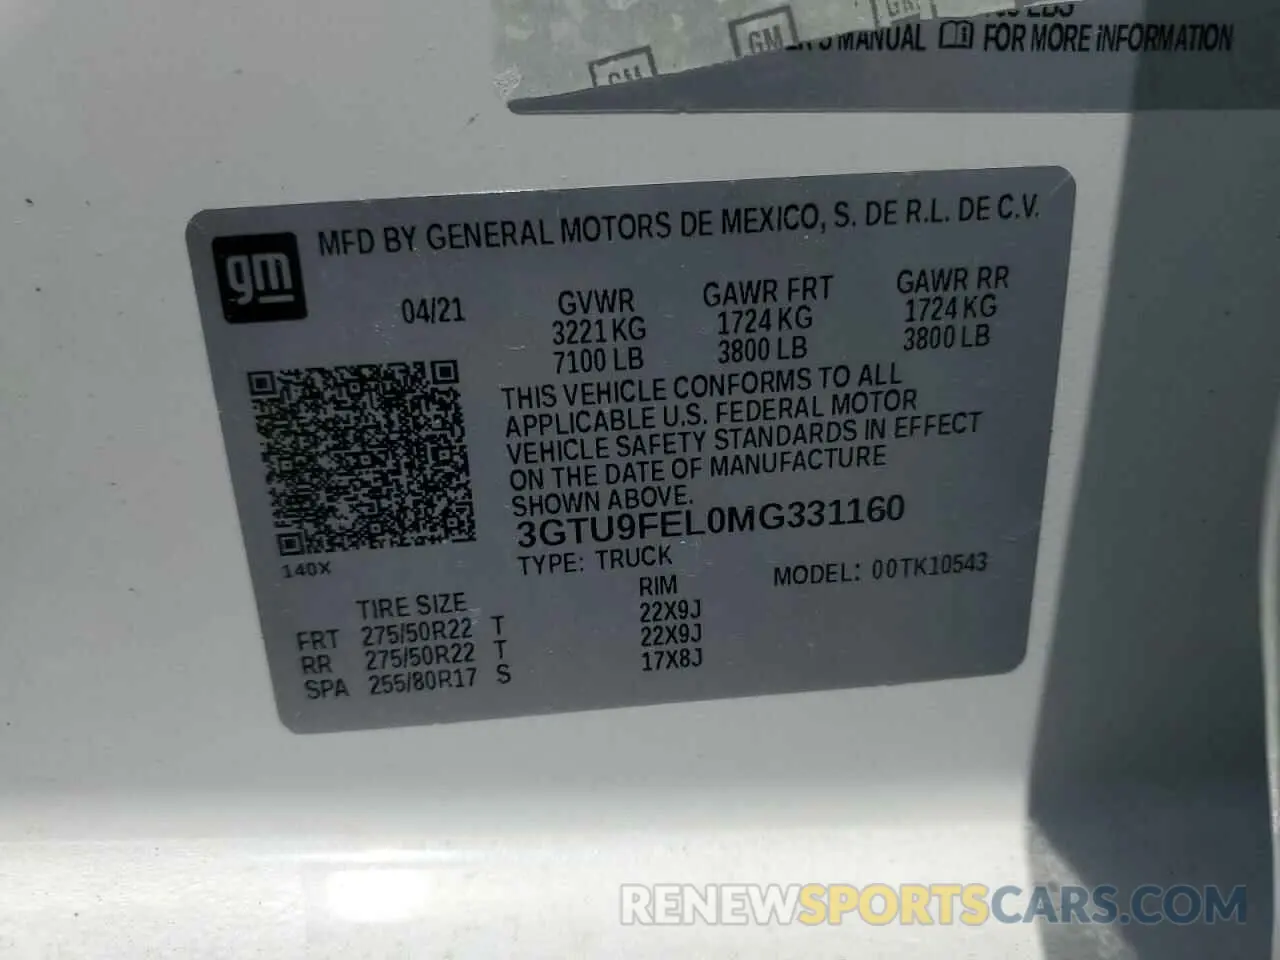 GM
GM
MANUAL FOR MORE INFORMATION
gm
MFD BY GENERAL MOTORS DE MEXICO, S. DE R.L. DE C.V.
04/21 GVWR GAWR FRT GAWR RR
3221 KG 1724 KG 1724 KG
7100 LB 3800 LB 3800 LB
THIS VEHICLE CONFORMS TO ALL
APPLICABLE U.S. FEDERAL MOTOR
VEHICLE SAFETY STANDARDS IN EFFECT
ON THE DATE OF MANUFACTURE
SHOWN ABOVE.
3GTU9FEL0MG331160
140X
TYPE: TRUCK MODEL: 00TK10543
TIRE SIZE RIM
FRT 275/50R22 T 22X9J
RR 275/50R22 T 22X9J
SPA 255/80R17 S 17X8J
RENEWSPORTSCARS.COM